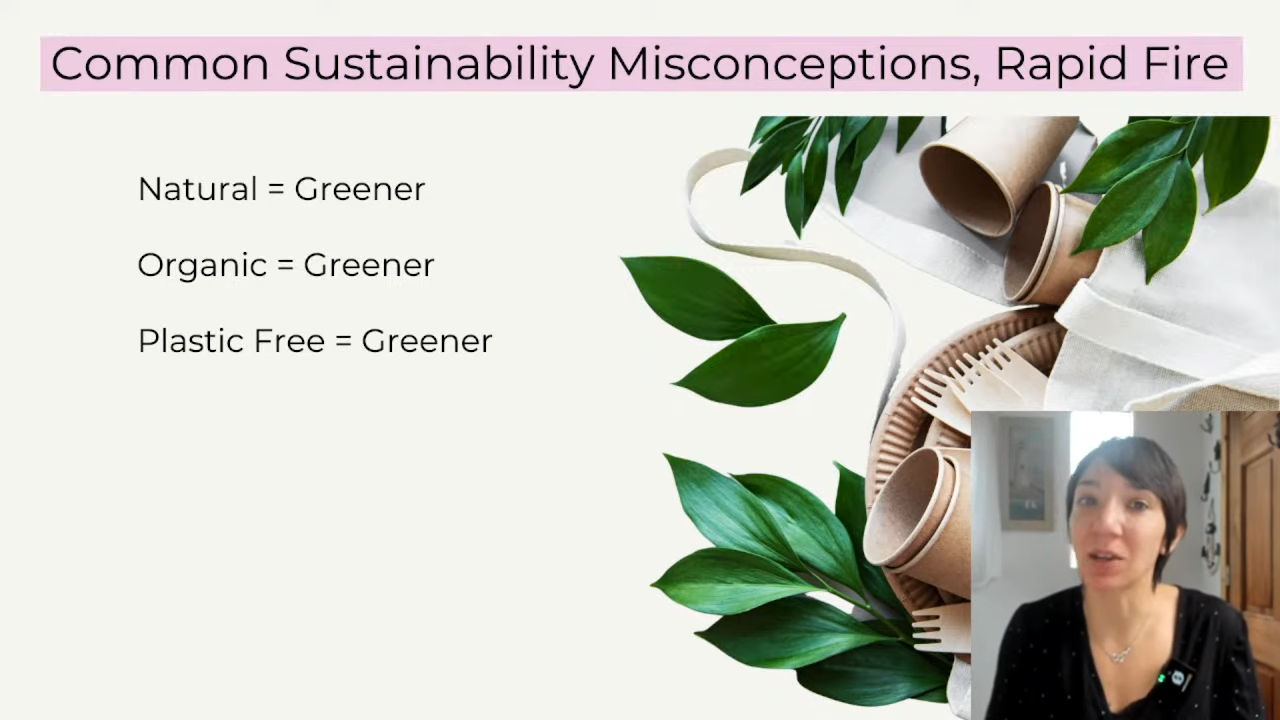 Common Sustainability Misconceptions, Rapid Fire
Natural = Greener
Organic = Greener
Plastic Free = Greener